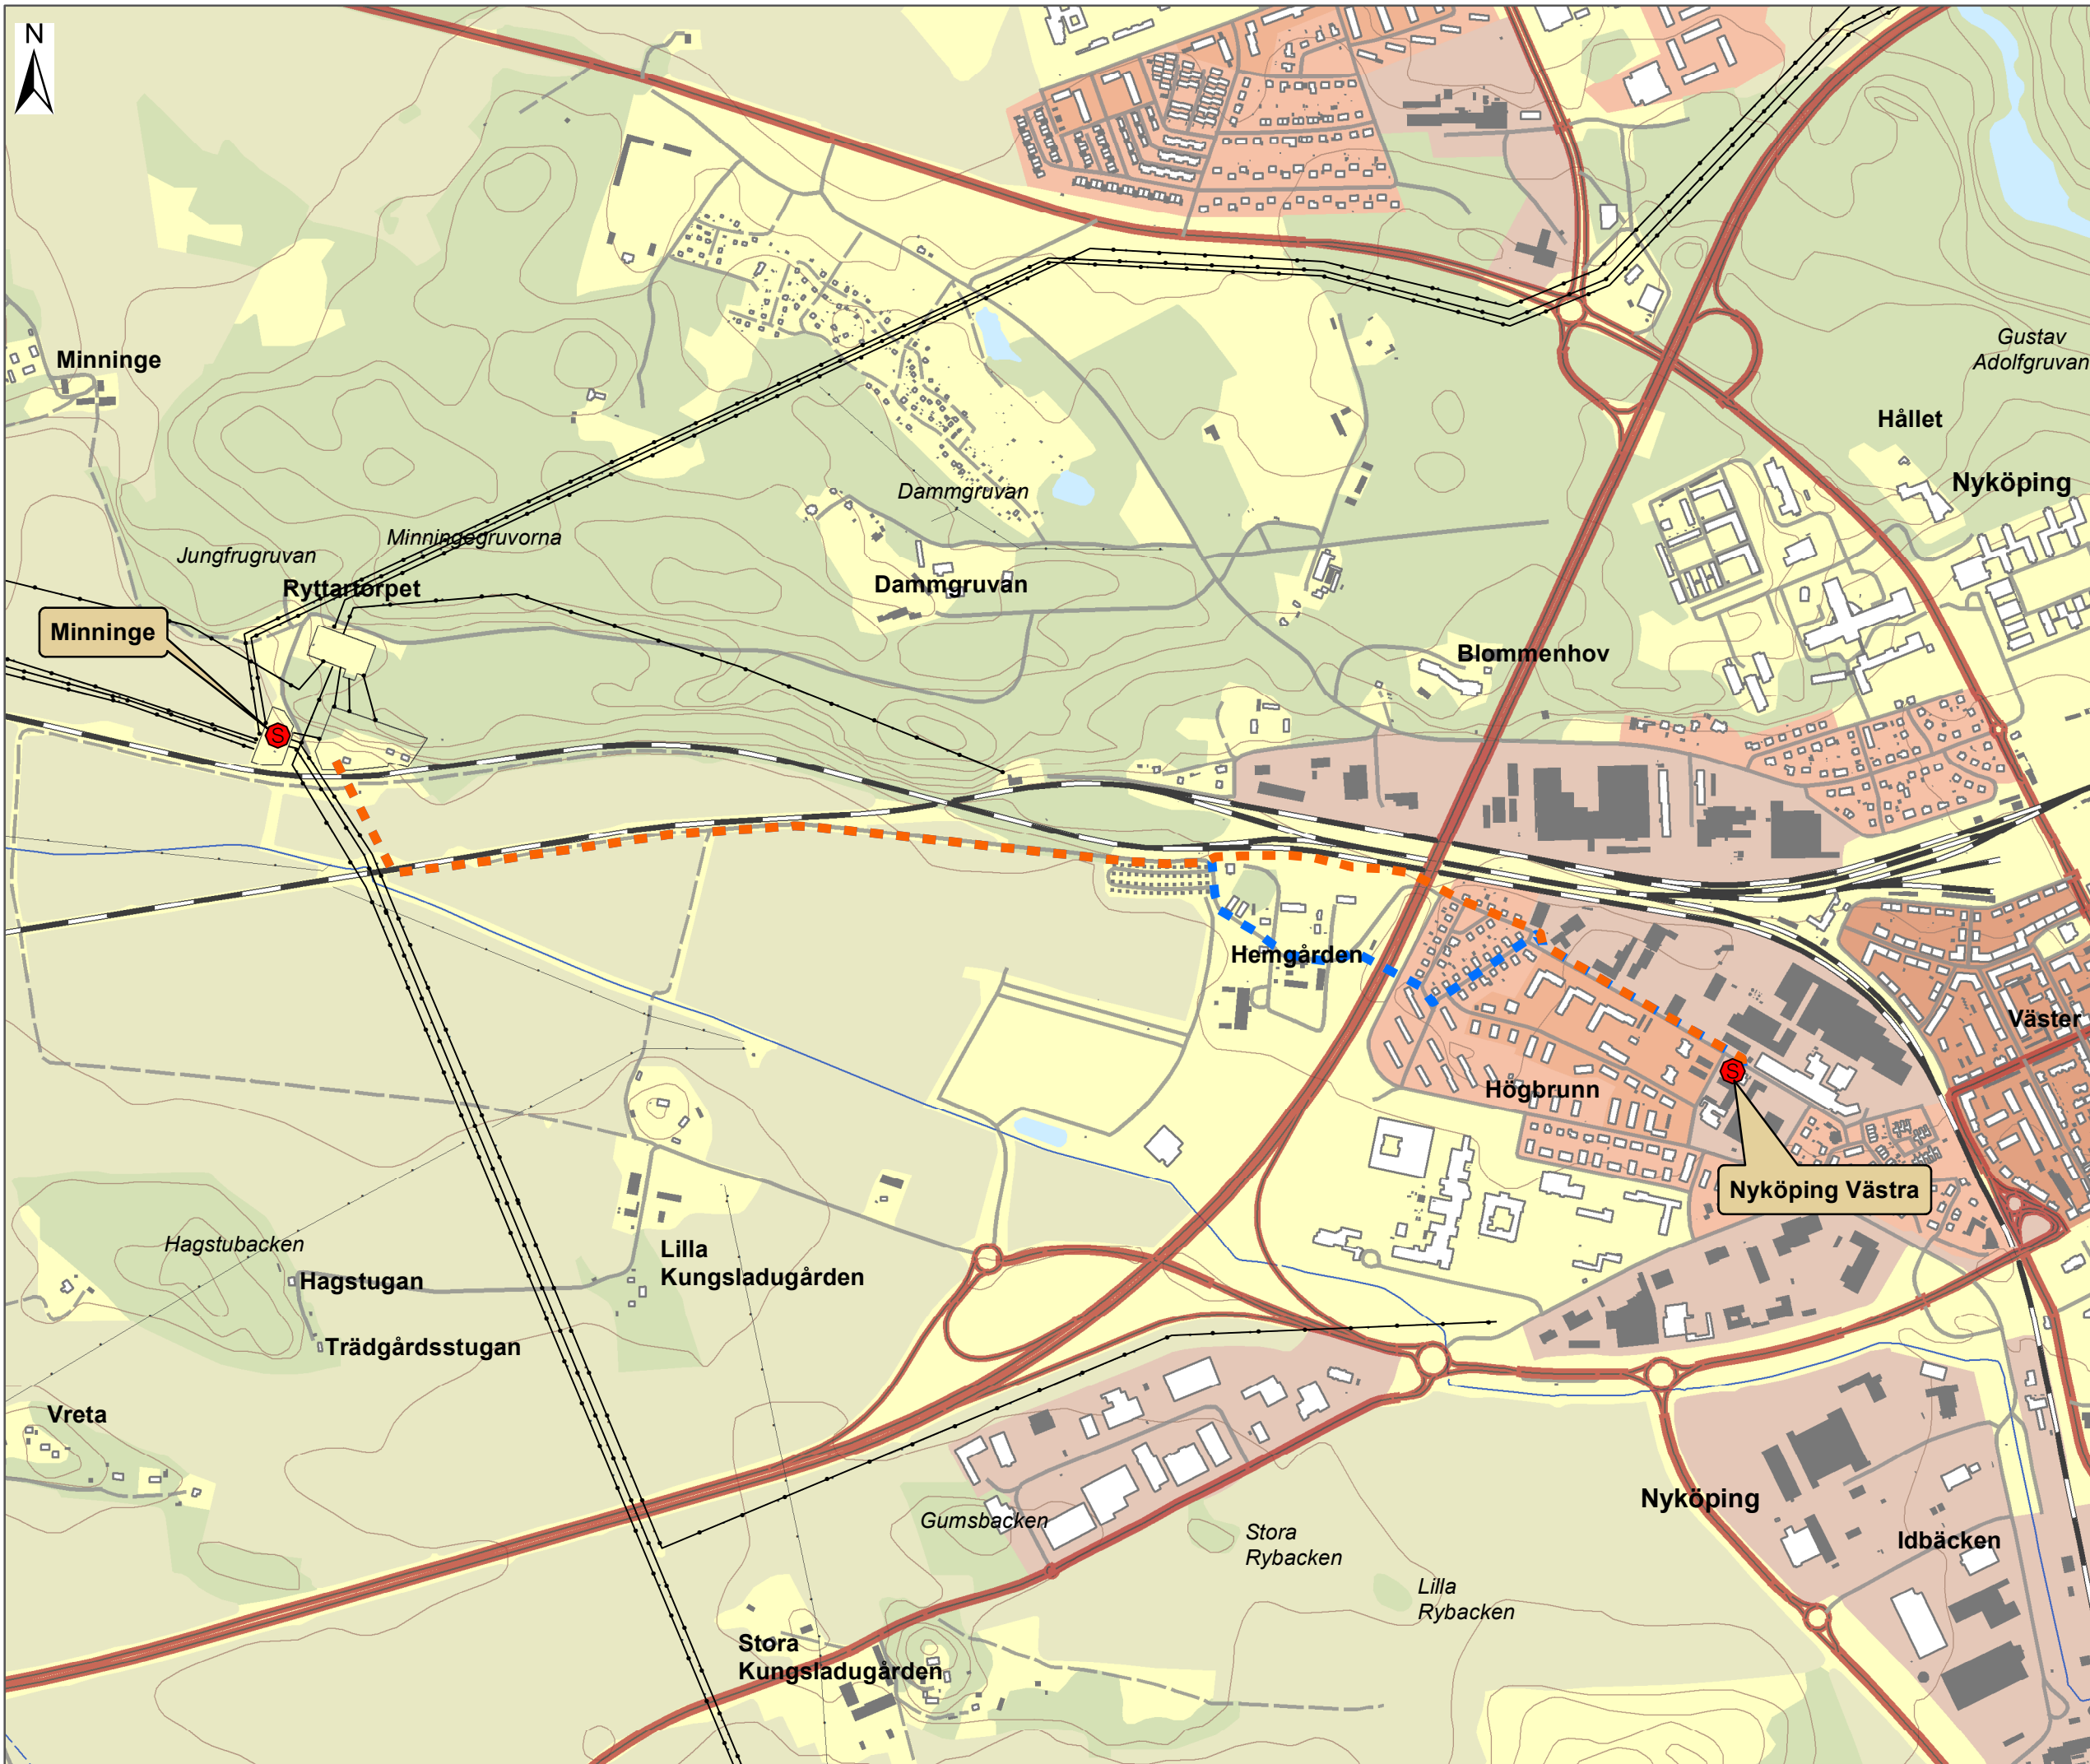 N
Gustav
Adolfgruvan
Minninge
Hållet
Nyköping
Dammgruvan
Minningegruvorna
Jungfrugruvan
Ryttartorpet
Dammgruvan
Minninge
Blommenhov
S
Hemgården
Väster
S
Högbrunn
Nyköping Västra
Hagstubacken
Lilla
Kungsladugården
Hagstugan
Trädgårdsstugan
Vreta
Nyköping
Gumsbacken
Stora
Rybacken
Idbäcken
Lilla
Rybacken
Stora
Kungsladugården